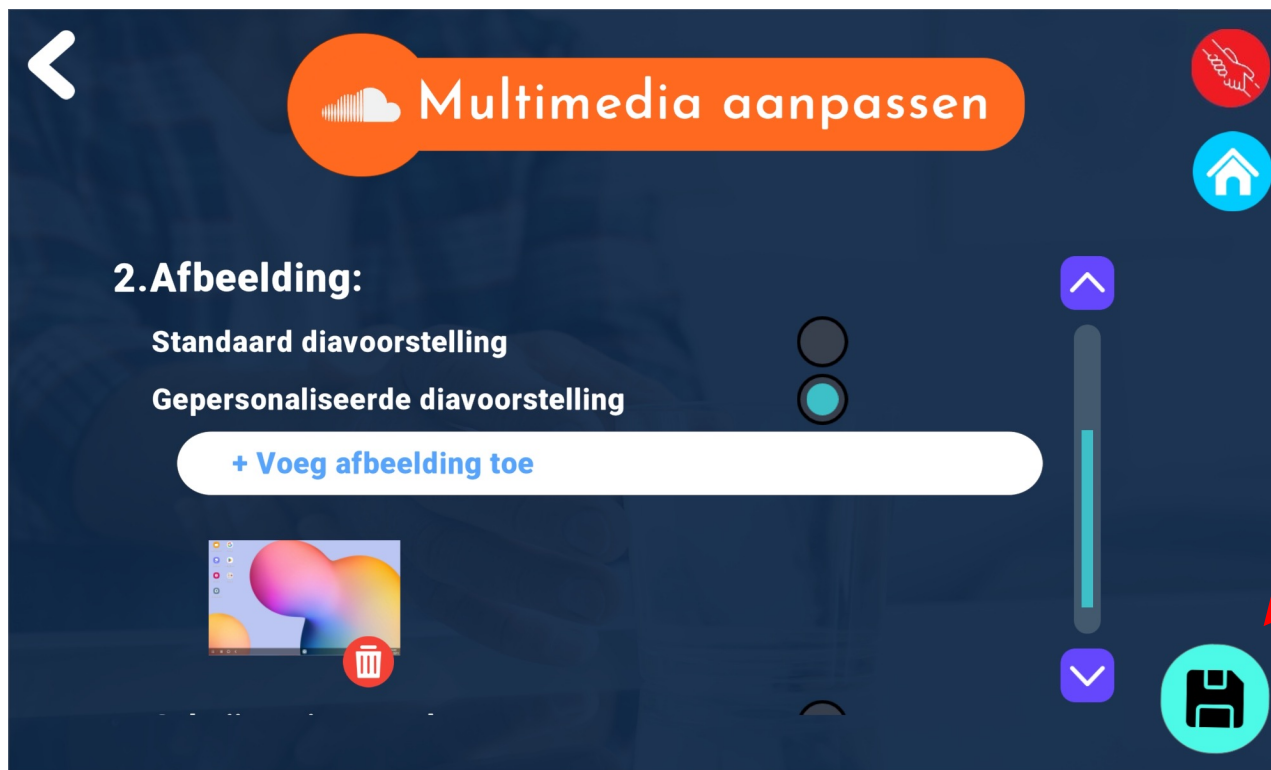 Multimedia aanpassen
2.Afbeelding:
Standaard diavoorstelling
Gepersonaliseerde diavoorstelling
+ Voeg afbeelding toe